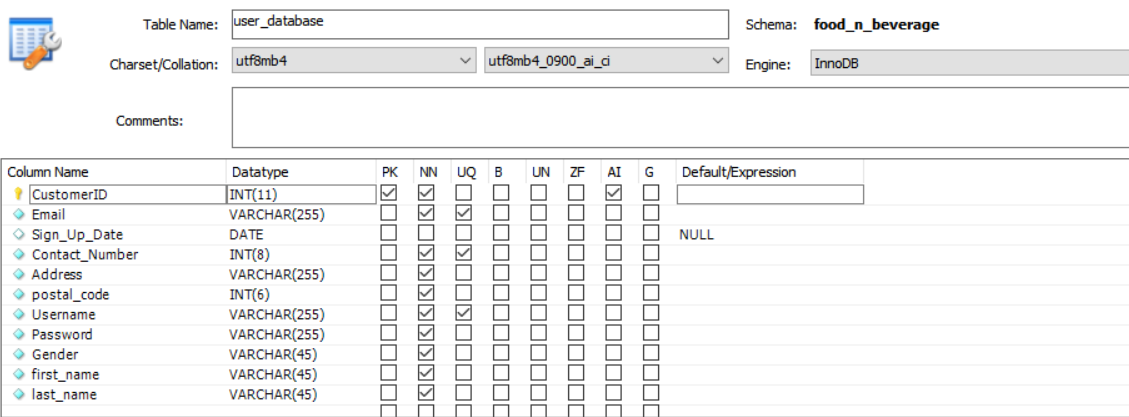 Table Name: user_database Schema: food_n_beverage
Charset/Collation: utf8mb4 utf8mb4_0900_ai_ci Engine: InnoDB
Comments:
Column Name Datatype PK NN UQ B UN ZF AI G Default/Expression
CustomerID INT(11)
Email VARCHAR(255)
Sign_Up_Date DATE NULL
Contact_Number INT(8)
Address VARCHAR(255)
postal_code INT(6)
Username VARCHAR(255)
Password VARCHAR(255)
Gender VARCHAR(45)
first_name VARCHAR(45)
last_name VARCHAR(45)